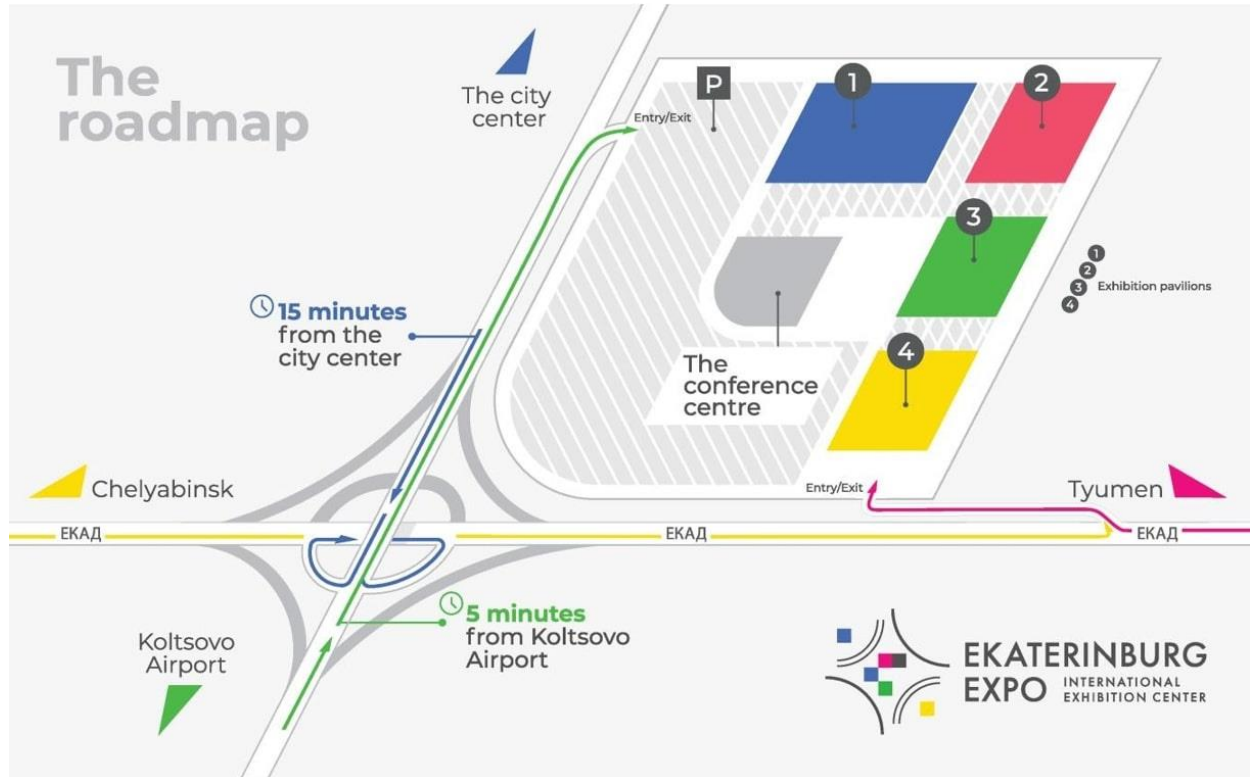 The
roadmap
The city
center
P
1
2
Entry/Exit
3
1
2
3
4
Exhibition pavilions
15 minutes
from the
city center
4
The
conference
centre
Chelyabinsk
Entry/Exit
Tyumen
ЕКАД
ЕКАД
ЕКАД
5 minutes
from Koltsovo
Airport
Koltsovo
Airport
EKATERINBURG
EXPO INTERNATIONAL
EXHIBITION CENTER